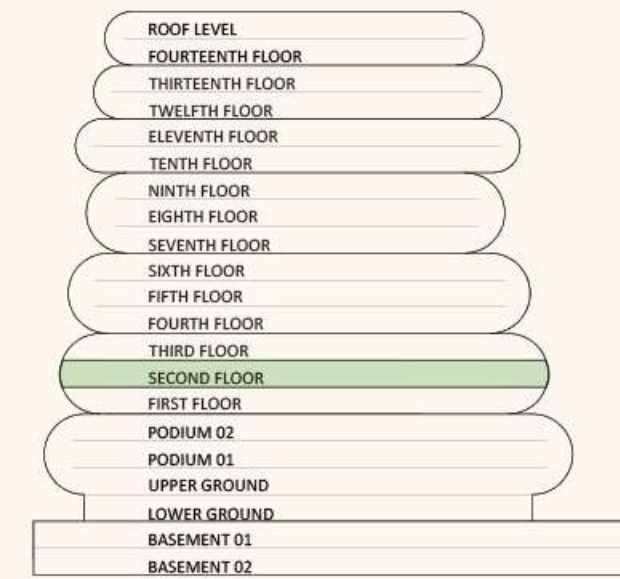 ROOF LEVEL
FOURTEENTH FLOOR
THIRTEENTH FLOOR
TWELFTH FLOOR
ELEVENTH FLOOR
TENTH FLOOR
NINTH FLOOR
EIGHTH FLOOR
SEVENTH FLOOR
SIXTH FLOOR
FIFTH FLOOR
FOURTH FLOOR
THIRD FLOOR
SECOND FLOOR
FIRST FLOOR
PODIUM 02
PODIUM 01
UPPER GROUND
LOWER GROUND
BASEMENT 01
BASEMENT 02